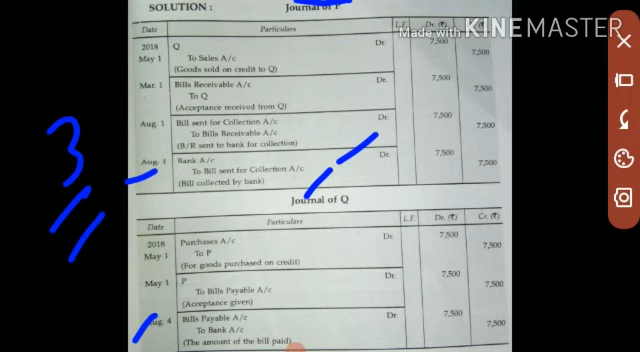 SOLUTION : Journal of P
Made with KINEMASTER
Date Particulars L.F. Dr. (₹)
2018 Q Dr. 7,500
May 1 To Sales A/c 7,500
(Goods sold on credit to Q)
Mar. 1 Bills Receivable A/c Dr. 7,500
To Q 7,500
(Acceptance received from Q)
Aug. 1 Bill sent for Collection A/c Dr. 7,500
To Bills Receivable A/c 7,500
(B/R sent to bank for collection)
Aug. 4 Bank A/c Dr. 7,500
To Bill sent for Collection A/c 7,500
(Bill collected by bank)
3
Journal of Q
Date Particulars L.F. Dr. (₹) Cr. (₹)
2018 Purchases A/c Dr. 7,500
May 1 To P 7,500
(For goods purchased on credit)
May 1 P Dr. 7,500
To Bills Payable A/c 7,500
(Acceptance given)
Aug. 4 Bills Payable A/c Dr. 7,500
To Bank A/c 7,500
(The amount of the bill paid)